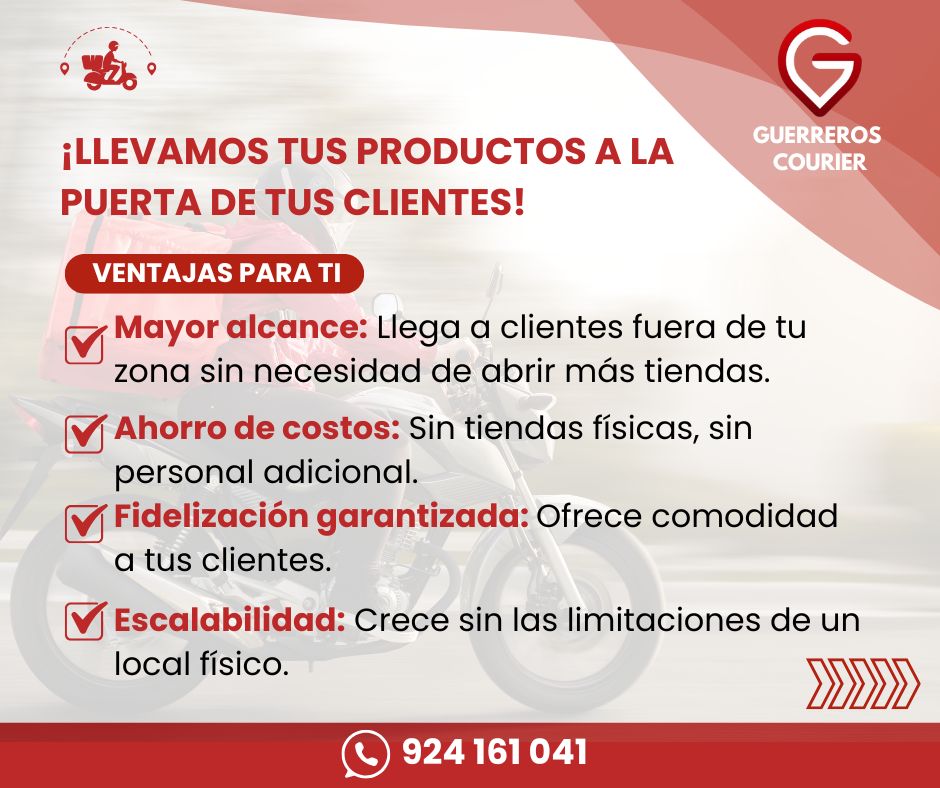 GUERREROS
COURIER
¡LLEVAMOS TUS PRODUCTOS A LA
PUERTA DE TUS CLIENTES!
VENTAJAS PARA TI
Mayor alcance: Llega a clientes fuera de tu
zona sin necesidad de abrir más tiendas.
Ahorro de costos: Sin tiendas físicas, sin
personal adicional.
Fidelización garantizada: Ofrece comodidad
a tus clientes.
Escalabilidad: Crece sin las limitaciones de un
local físico.
924 161 041